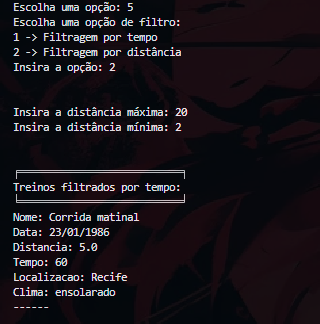 Escolha uma opção: 5
Escolha uma opção de filtro:
1 -> Filtragem por tempo
2 -> Filtragem por distância
Insira a opção: 2
Insira a distância máxima: 20
Insira a distância mínima: 2
Treinos filtrados por tempo:
Nome: Corrida matinal
Data: 23/01/1986
Distancia: 5.0
Tempo: 60
Localizacao: Recife
Clima: ensolarado
------